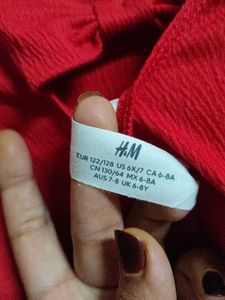 H&M
EUR 122/128 US 6X/7 CA 6-8A
CN 130/64 MX 6-8A
AUS 7-8 UK 6-8Y